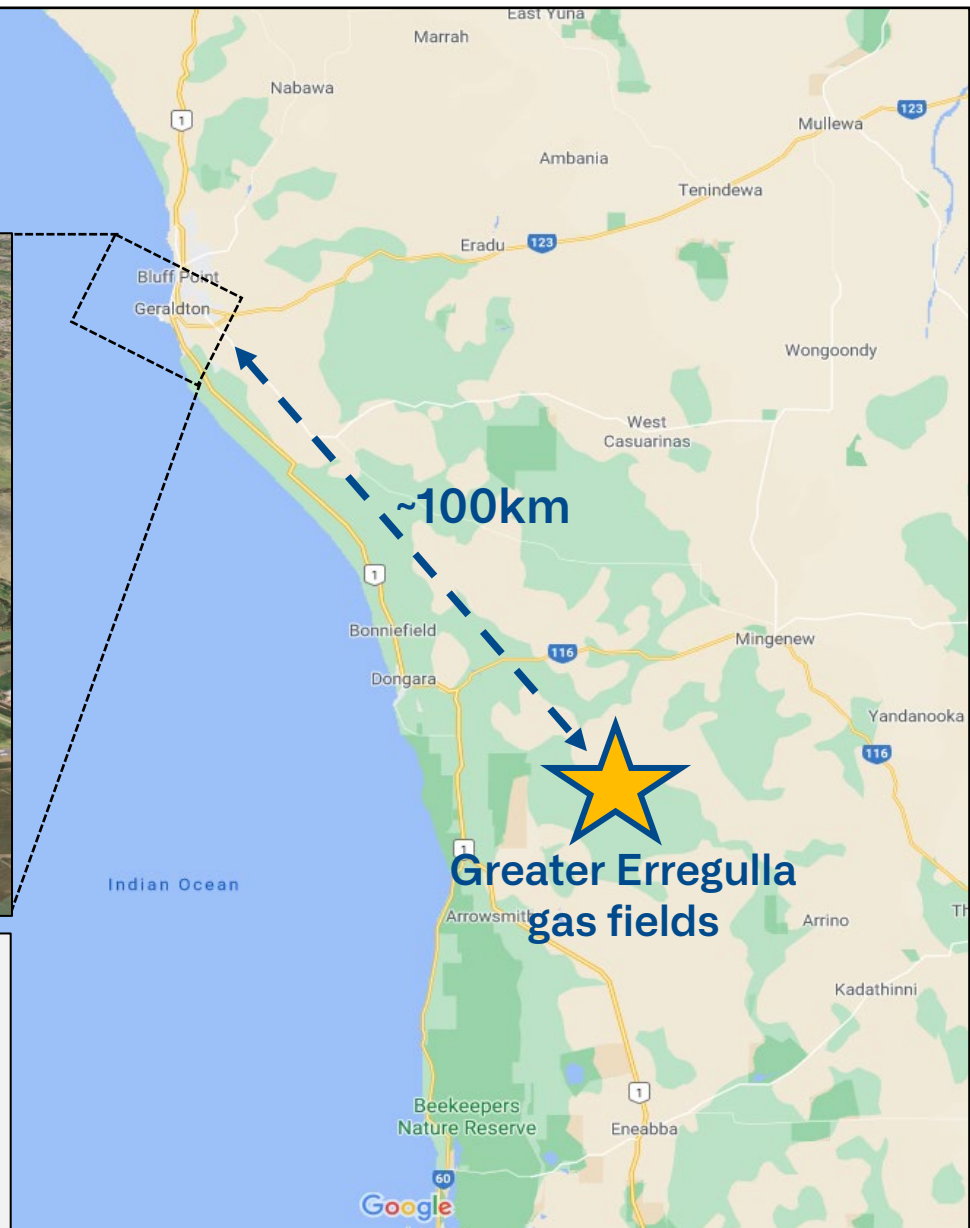 East Yuna
Marrah
Nabawa
1
123
Mullewa
Ambania
Tenindewa
Eradu
123
Bluff Point
Geraldton
Wongoondy
West
Casuarinas
~100km
1
Bonniefield
116
Mingenew
Dongara
Yandanooka
116
1
Greater Erregulla
gas fields
Indian Ocean
Arrowsmith
Arrino
Th
Kadathinni
1
Beekeepers
Nature Reserve
Eneabba
60
Google